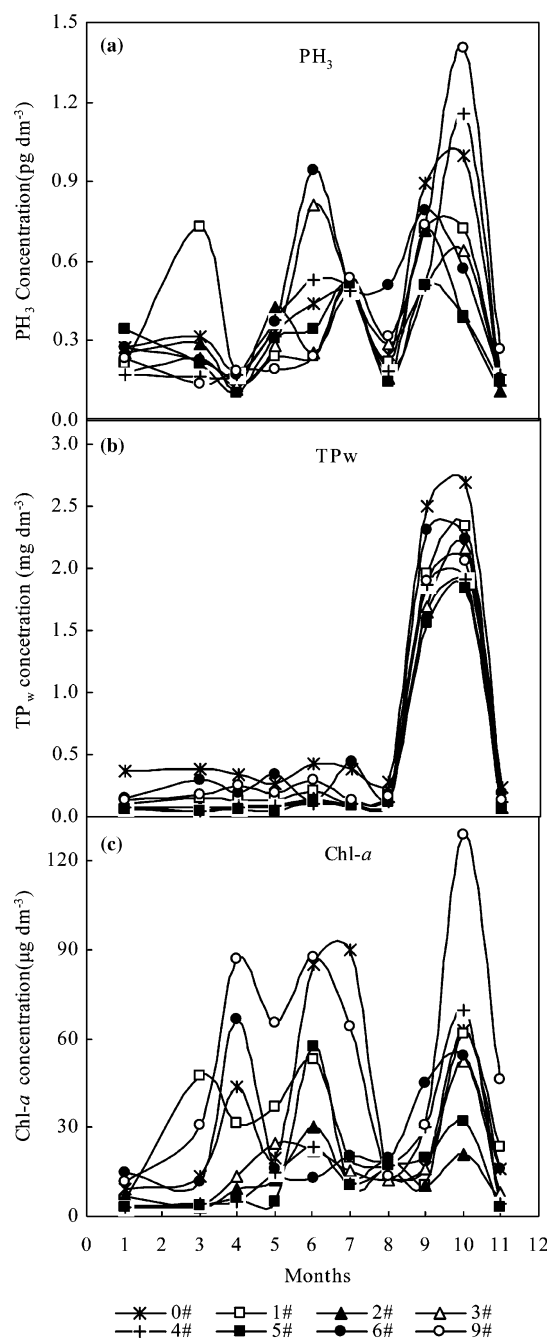 (a)
PH3
1.5
1.2
0.9
0.6
0.3
0.0
PH3 Concentration(pg dm-3)
(b)
TPw
3.0
2.5
2.0
1.5
1.0
0.5
0.0
TPw concetration (mg dm-3)
(c)
Chl-a
120
90
60
30
0
Chl-a concentration(µg dm-3)
0 1 2 3 4 5 6 7 8 9 10 11 12
Months
0# 1# 2# 3#
4# 5# 6# 9#